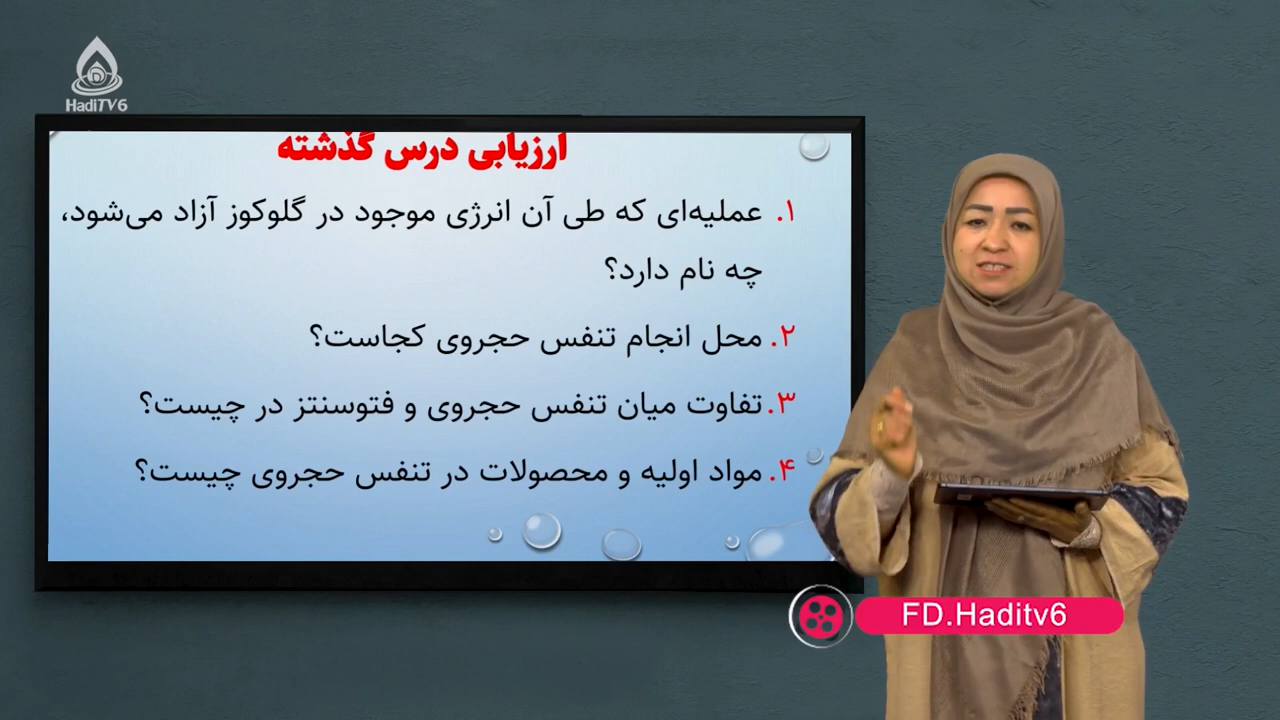 HadiTV6
ارزیابی درس گذشته
۱. عملیه‌ای که طی آن انرژی موجود در گلوکوز آزاد می‌شود،
چه نام دارد؟
۲. محل انجام تنفس حجروی کجاست؟
۳. تفاوت میان تنفس حجروی و فتوسنتز در چیست؟
۴. مواد اولیه و محصولات در تنفس حجروی چیست؟
FD.Haditv6